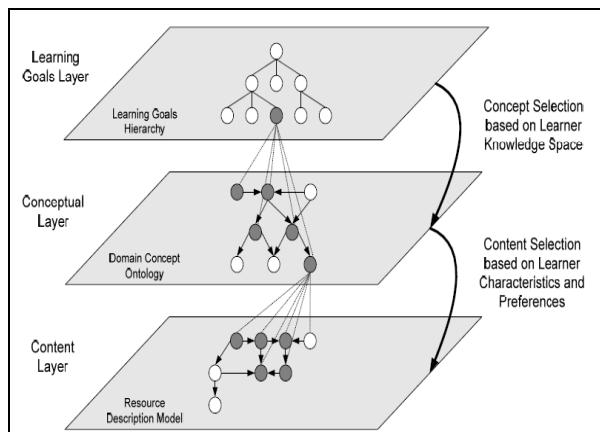 Learning
Goals Layer
Learning Goals
Hierarchy
Concept Selection
based on Learner
Knowledge Space
Conceptual
Layer
Domain Concept
Ontology
Content Selection
based on Learner
Characteristics and
Preferences
Content
Layer
Resource
Description Model